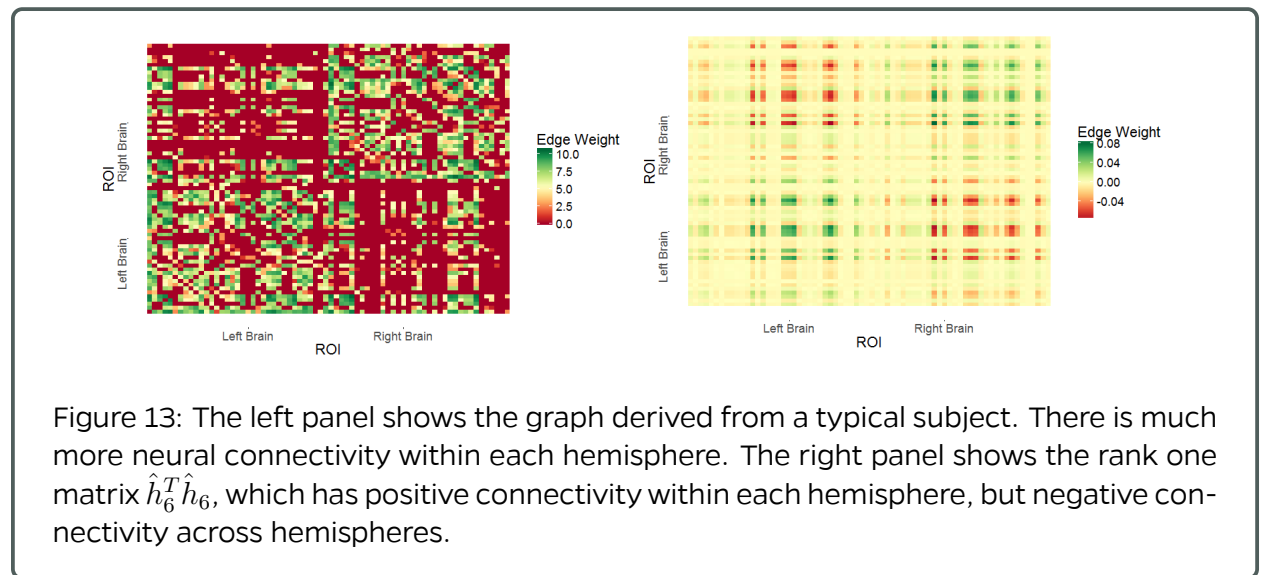 ROI
Right Brain
Left Brain
Left Brain
Right Brain
ROI
Edge Weight
10.0
7.5
5.0
2.5
0.0
ROI
Right Brain
Left Brain
Left Brain
Right Brain
ROI
Edge Weight
0.08
0.04
0.00
-0.04
Figure 13: The left panel shows the graph derived from a typical subject. There is much
more neural connectivity within each hemisphere. The right panel shows the rank one
matrix $\hat{h}_6^T \hat{h}_6$, which has positive connectivity within each hemisphere, but negative con-
nectivity across hemispheres.